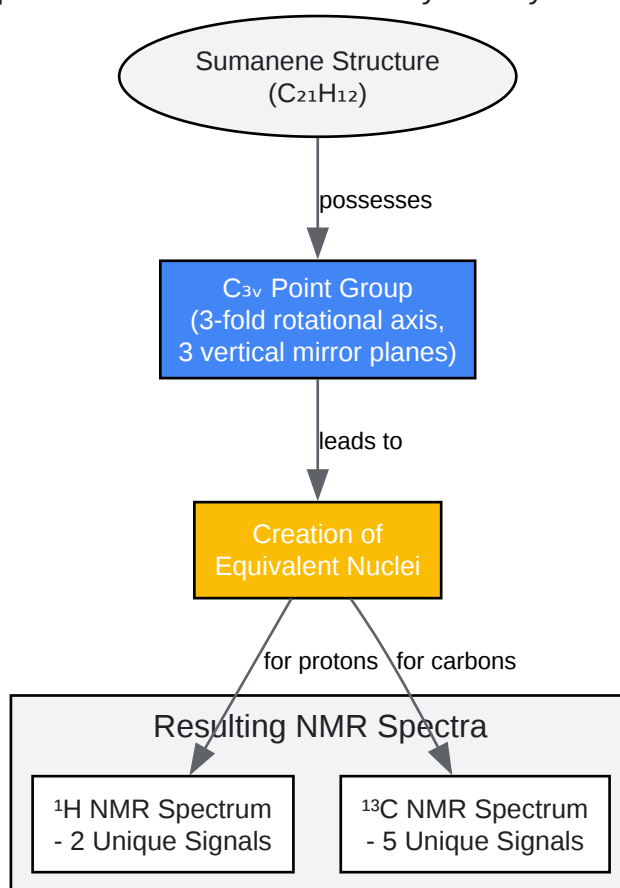 Sumanene Structure
(C₂₁H₁₂)
possesses
C₃ᵥ Point Group
(3-fold rotational axis,
3 vertical mirror planes)
leads to
Creation of
Equivalent Nuclei
for protons
for carbons
Resulting NMR Spectra
¹H NMR Spectrum
- 2 Unique Signals
¹³C NMR Spectrum
- 5 Unique Signals